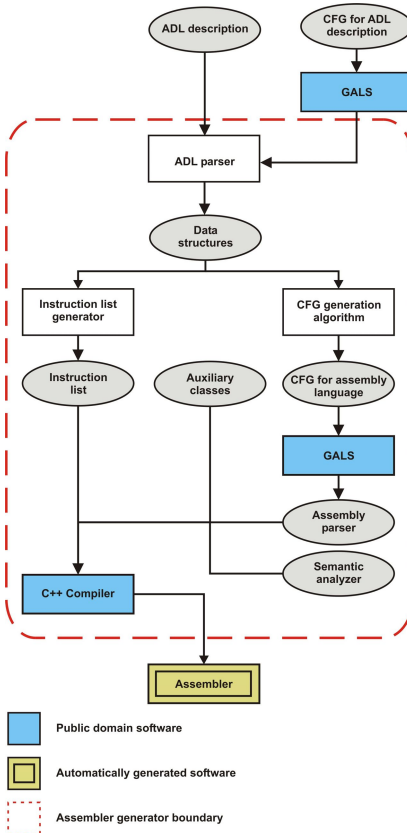 ADL description
CFG for ADL
description
GALS
ADL parser
Data
structures
Instruction list
generator
CFG generation
algorithm
Instruction
list
Auxiliary
classes
CFG for assembly
language
GALS
Assembly
parser
Semantic
analyzer
C++ Compiler
Assembler
Public domain software
Automatically generated software
Assembler generator boundary